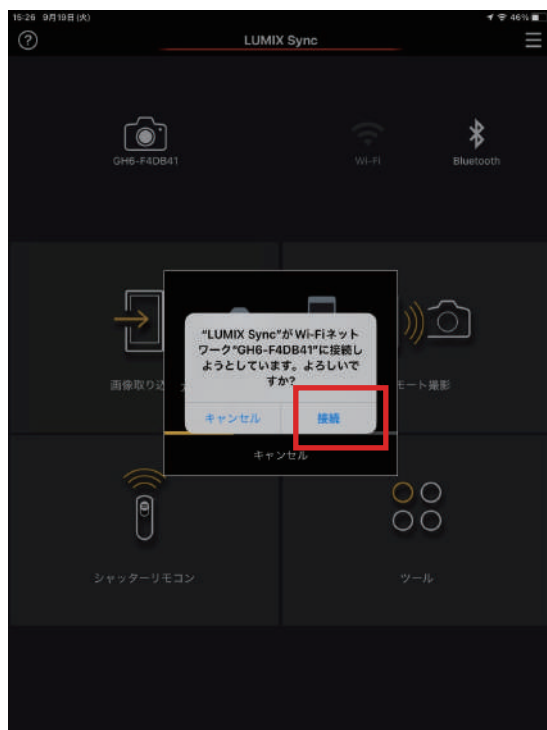 15:26 9月19日(火)
46%
?
LUMIX Sync
GH6-F4DB41
Wi-Fi
Bluetooth
"LUMIX Sync"がWi-Fiネット
ワーク"GH6-F4DB41"に接続し
ようとしています。よろしいで
すか?
キャンセル
接続
画像取り込
モート撮影
キャンセル
シャッターリモコン
ツール